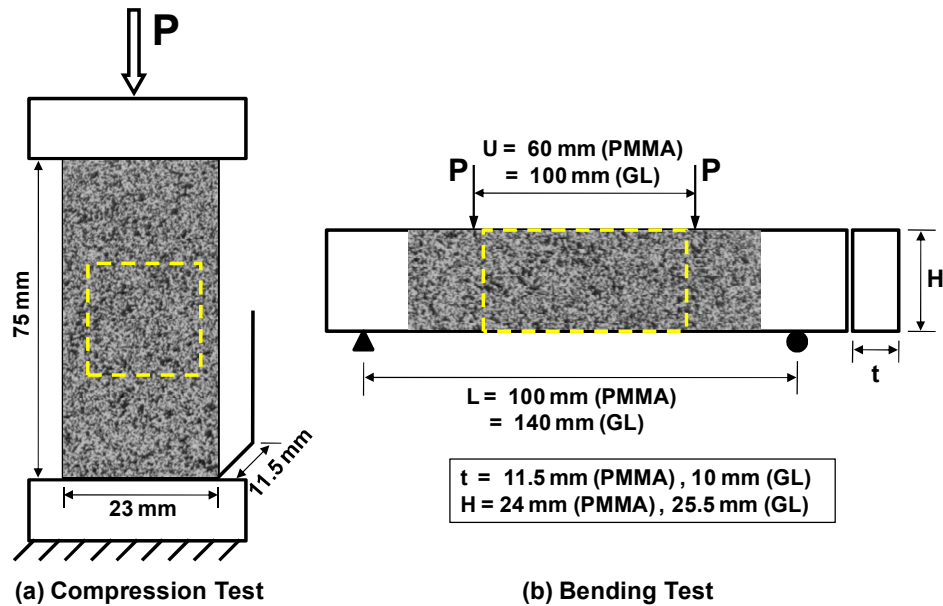 P
75 mm
23 mm
11.5 mm
(a) Compression Test
U = 60 mm (PMMA)
= 100 mm (GL)
P
P
H
t
L = 100 mm (PMMA)
= 140 mm (GL)
t = 11.5 mm (PMMA) , 10 mm (GL)
H = 24 mm (PMMA) , 25.5 mm (GL)
(b) Bending Test